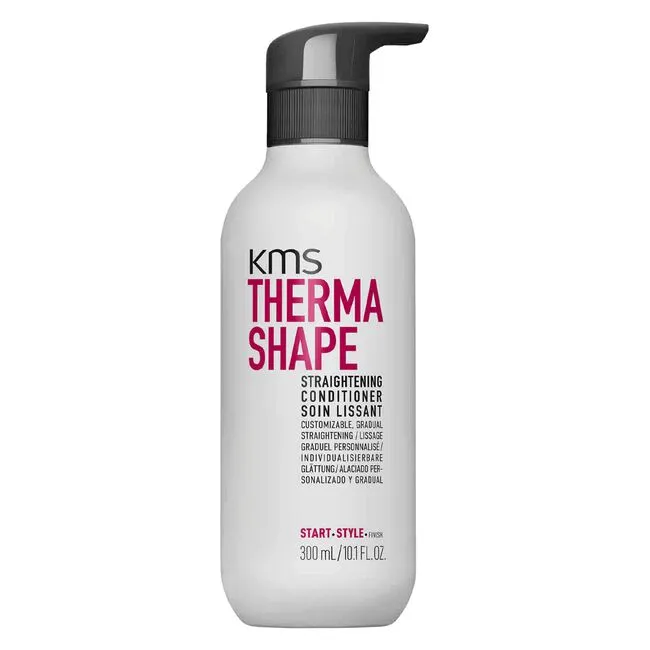 KMS
THERMA
SHAPE
STRAIGHTENING
CONDITIONER
SOIN LISSANT
CUSTOMIZABLE, GRADUAL
STRAIGHTENING / LISSAGE
GRADUEL PERSONNALISÉ /
INDIVIDUALISIERBARE
GLÄTTUNG / ALACIADO PER-
SONALIZADO Y GRADUAL
START • STYLE • FINISH
300 mL/10.1 FL.OZ.